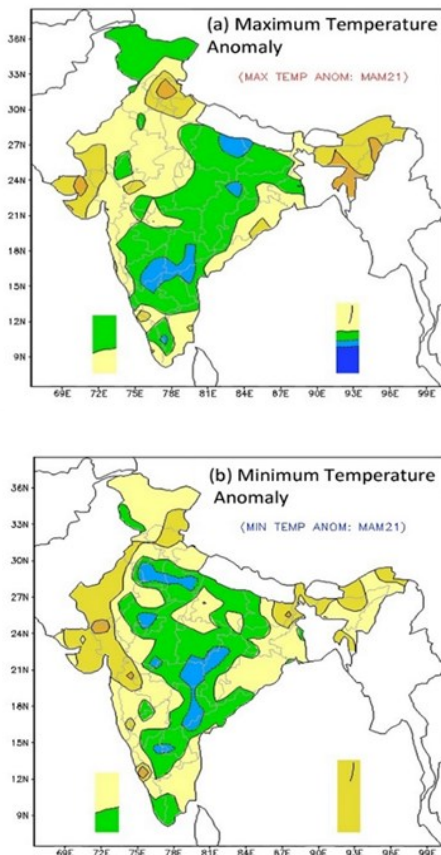 (a) Maximum Temperature
Anomaly
(MAX TEMP ANOM: MAM21)
36N
33N
30N
27N
24N
21N
18N
15N
12N
9N
69E 72E 75E 78E 81E 84E 87E 90E 93E 96E 99E
(b) Minimum Temperature
Anomaly
(MIN TEMP ANOM: MAM21)
36N
33N
30N
27N
24N
21N
18N
15N
12N
9N
69E 72E 75E 78E 81E 84E 87E 90E 93E 96E 99E